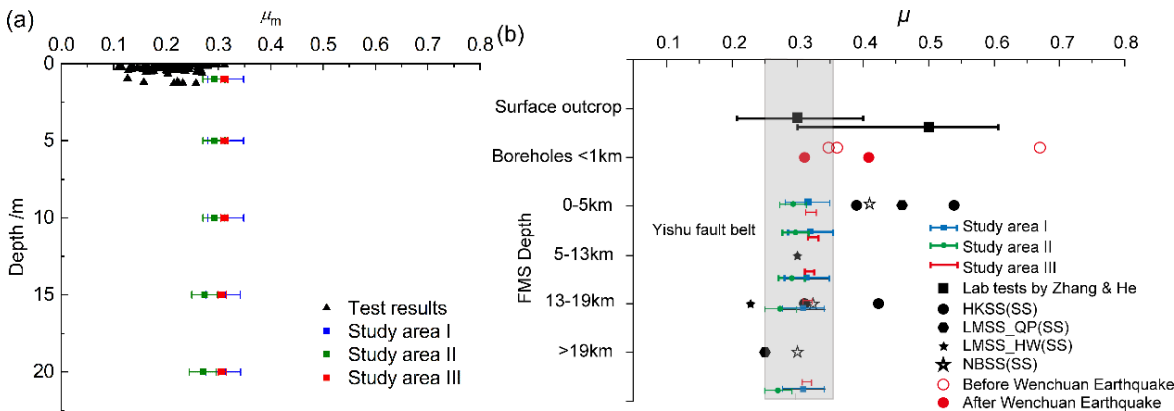 (a)
μm
0.0 0.1 0.2 0.3 0.4 0.5 0.6 0.7 0.8
0
5
10
15
20
Depth /m
Test results
Study area I
Study area II
Study area III
(b)
μ
0.1 0.2 0.3 0.4 0.5 0.6 0.7 0.8
Surface outcrop
Boreholes <1km
0-5km
5-13km
13-19km
>19km
FMS Depth
Yishu fault belt
Study area I
Study area II
Study area III
Lab tests by Zhang & He
HKSS(SS)
LMSS_QP(SS)
LMSS_HW(SS)
NBSS(SS)
Before Wenchuan Earthquake
After Wenchuan Earthquake